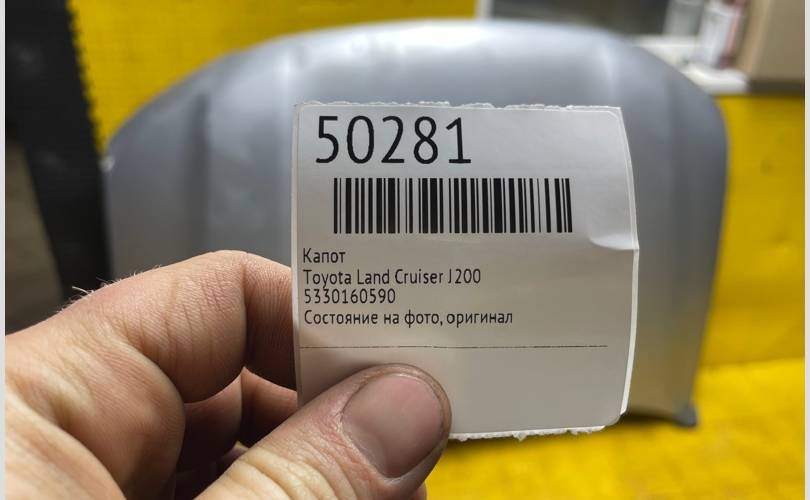 50281
Капот
Toyota Land Cruiser J200
5330160590
Состояние на фото, оригинал